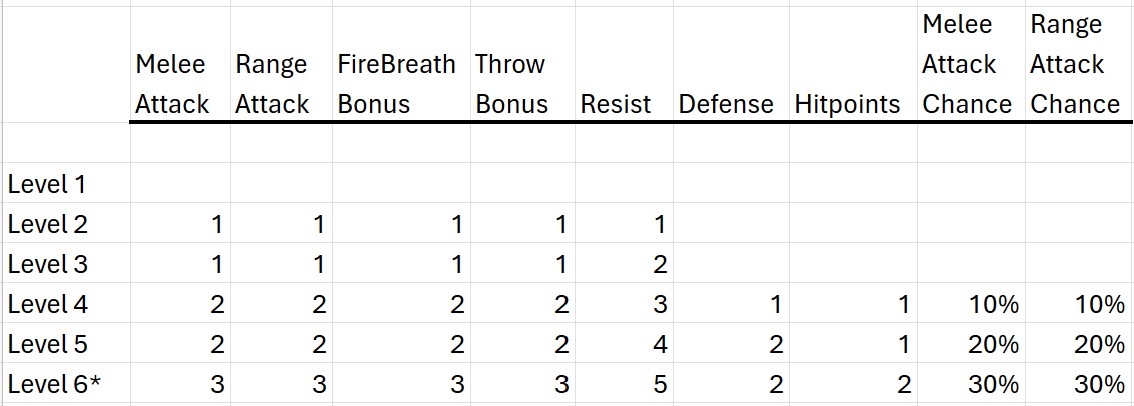 Melee Attack Range Attack FireBreath Bonus Throw Bonus Resist Defense Hitpoints Melee Attack Chance Range Attack Chance
Level 1
Level 2 1 1 1 1 1
Level 3 1 1 1 1 2
Level 4 2 2 2 2 3 1 1 10% 10%
Level 5 2 2 2 2 4 2 1 20% 20%
Level 6* 3 3 3 3 5 2 2 30% 30%